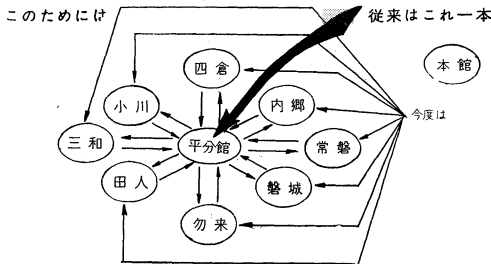 このためには
従来はこれ一本
本館
四倉
小川
内郷
今度は
三和
平分館
常磐
田人
磐城
勿来